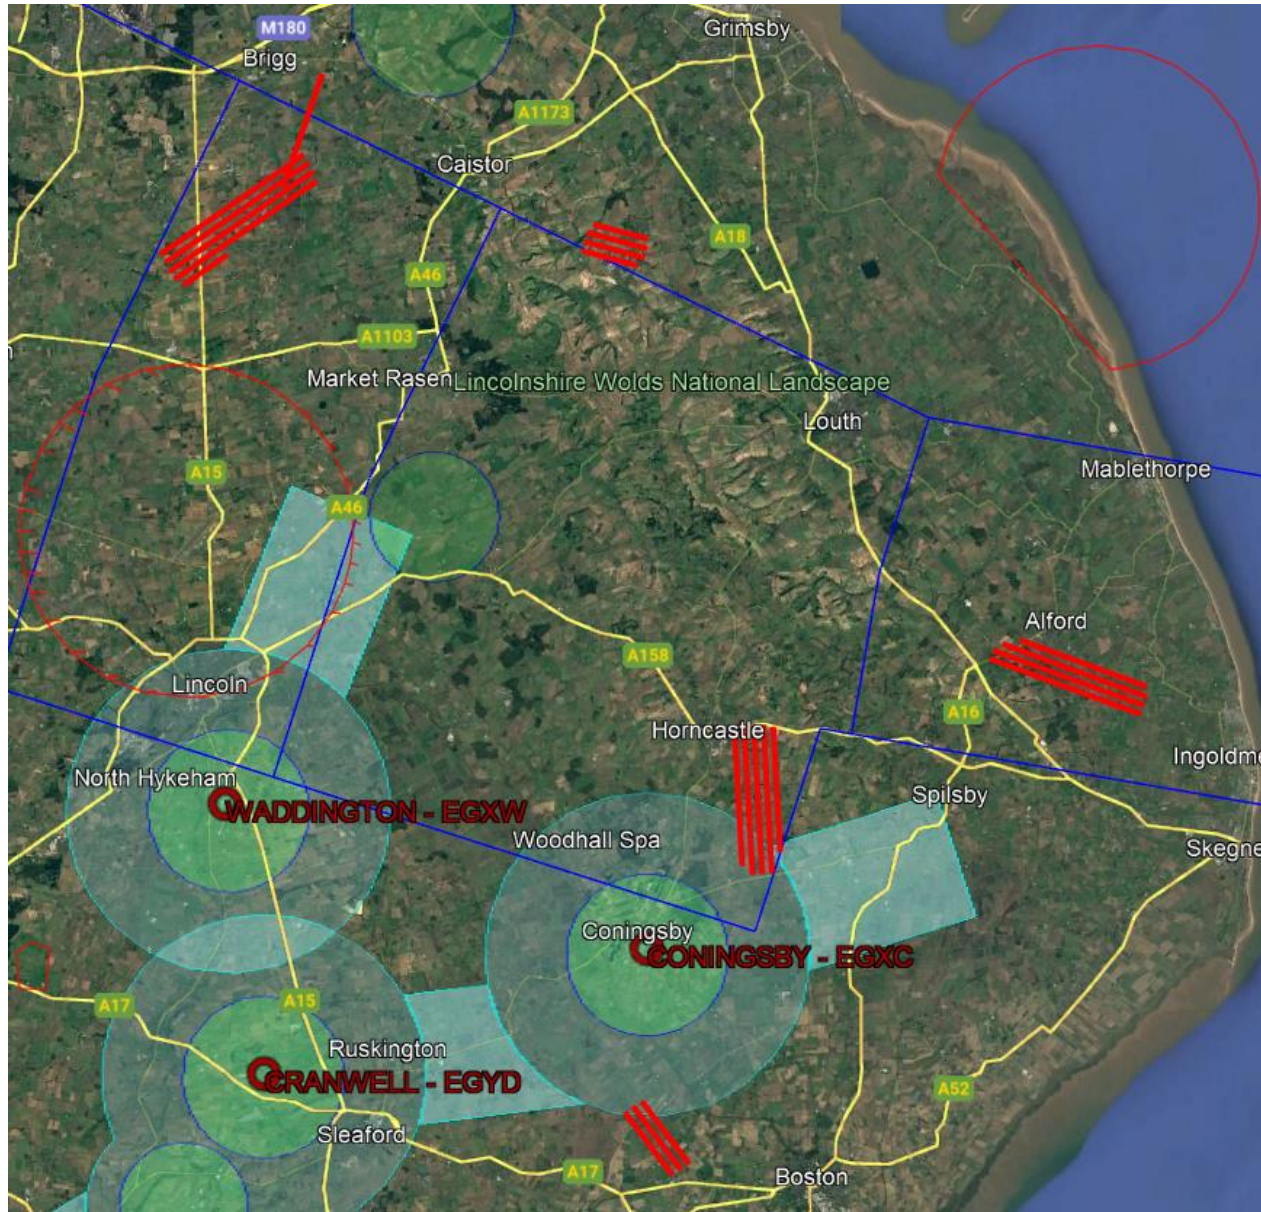 M180
Grimsby
Brigg
A1173
Caistor
A18
A46
A1103
Market Rasen
Lincolnshire Wolds National Landscape
Louth
A15
Mablethorpe
A46
Alford
A158
Lincoln
A16
Horncastle
Ingoldme
North Hykeham
WADDINGTON - EGXW
Spilsby
Woodhall Spa
Skegne
Coningsby
CONINGSBY - EGXC
A17
A15
Ruskington
CRANWELL - EGYD
A52
Sleaford
A17
Boston